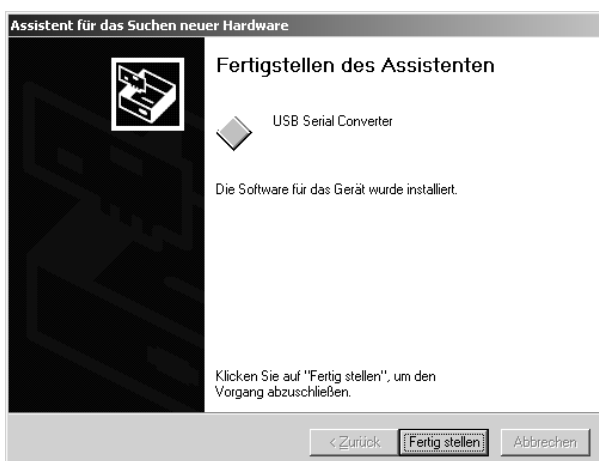 Assistent für das Suchen neuer Hardware
Fertigstellen des Assistenten
USB Serial Converter
Die Software für das Gerät wurde installiert.
Klicken Sie auf "Fertig stellen", um den
Vorgang abzuschließen.
< Zurück Fertig stellen Abbrechen